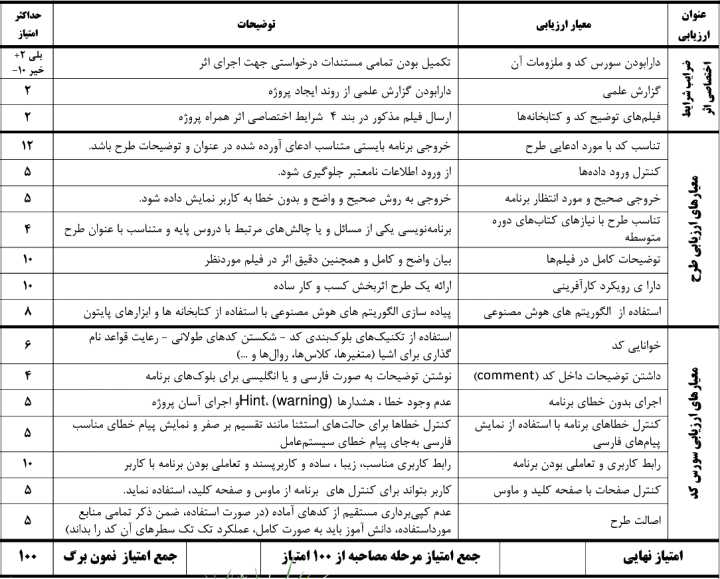 عنوان ارزیابی	معیار ارزیابی	توضیحات	حداکثر امتیاز
ضرایب شرایط اختصاصی اثر
دارابودن سورس کد و ملزومات آن	تکمیل بودن تمامی مستندات درخواستی جهت اجرای اثر	بلی ۲+ خیر ۱۰-
گزارش علمی	دارابودن گزارش علمی از روند ایجاد پروژه	۲
فیلم‌های توضیح کد و کتابخانه‌ها	ارسال فیلم مذکور در بند ۴ شرایط اختصاصی اثر همراه پروژه	۲
معیارهای ارزیابی طرح
تناسب کد با مورد ادعایی طرح	خروجی برنامه بایستی متناسب ادعای آورده شده در عنوان و توضیحات طرح باشد.	۱۲
کنترل ورود داده‌ها	از ورود اطلاعات نامعتبر جلوگیری شود.	۵
خروجی صحیح و مورد انتظار برنامه	خروجی به روش صحیح و واضح و بدون خطا به کاربر نمایش داده شود.	۵
تناسب طرح با نیازهای کتاب‌های دوره متوسطه	برنامه‌نویسی یکی از مسائل و یا چالش‌های مرتبط با دروس پایه و متناسب با عنوان طرح	۴
توضیحات کامل در فیلم‌ها	بیان واضح و کامل و همچنین دقیق اثر در فیلم موردنظر	۱۰
دارا ی رویکرد کارآفرینی	ارائه یک طرح اثربخش کسب و کار ساده	۱۰
استفاده از الگوریتم های هوش مصنوعی	پیاده سازی الگوریتم های هوش مصنوعی با استفاده از کتابخانه ها و ابزارهای پایتون	۸
معیارهای ارزیابی سورس کد
خوانایی کد	استفاده از تکنیک‌های بلوک‌بندی کد - شکستن کدهای طولانی - رعایت قواعد نام
گذاری برای اشیا (متغیرها، کلاس‌ها، روال‌ها و ...)	۶
داشتن توضیحات داخل کد (comment)	نوشتن توضیحات به صورت فارسی و یا انگلیسی برای بلوک‌های برنامه	۴
اجرای بدون خطای برنامه	عدم وجود خطا ، هشدارها (warning) ،Hintو اجرای آسان پروژه	۵
کنترل خطاهای برنامه با استفاده از نمایش پیام‌های فارسی	کنترل خطاها برای حالت‌های استثنا مانند تقسیم بر صفر و نمایش پیام خطای مناسب
فارسی به‌جای پیام خطای سیستم‌عامل	۵
رابط کاربری و تعاملی بودن برنامه	رابط کاربری مناسب، زیبا ، ساده و کاربرپسند و تعاملی بودن برنامه با کاربر	۱۰
کنترل صفحات با صفحه کلید و ماوس	کاربر بتواند برای کنترل های برنامه از ماوس و صفحه کلید، استفاده نماید.	۵
اصالت طرح	عدم کپی‌برداری مستقیم از کدهای آماده (در صورت استفاده، ضمن ذکر تمامی منابع
مورداستفاده، دانش آموز باید به صورت کامل، عملکرد تک تک سطرهای آن کد را بداند)	۵
امتیاز نهایی	جمع امتیاز مرحله مصاحبه از ۱۰۰ امتیاز	جمع امتیاز نمون برگ	۱۰۰